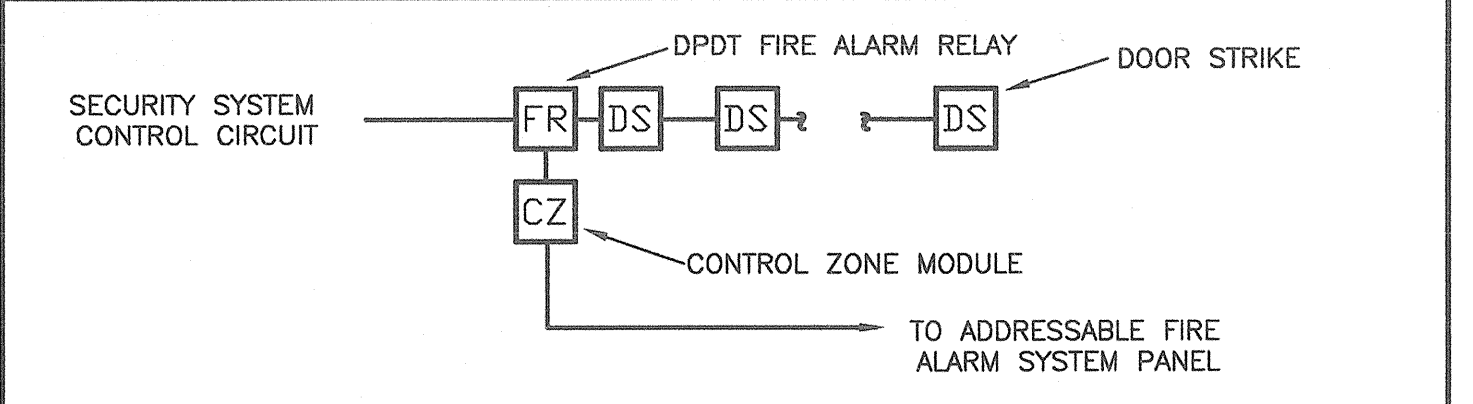 DPDT FIRE ALARM RELAY
DOOR STRIKE
SECURITY SYSTEM
CONTROL CIRCUIT
FR DS DS DS
CZ
CONTROL ZONE MODULE
TO ADDRESSABLE FIRE
ALARM SYSTEM PANEL